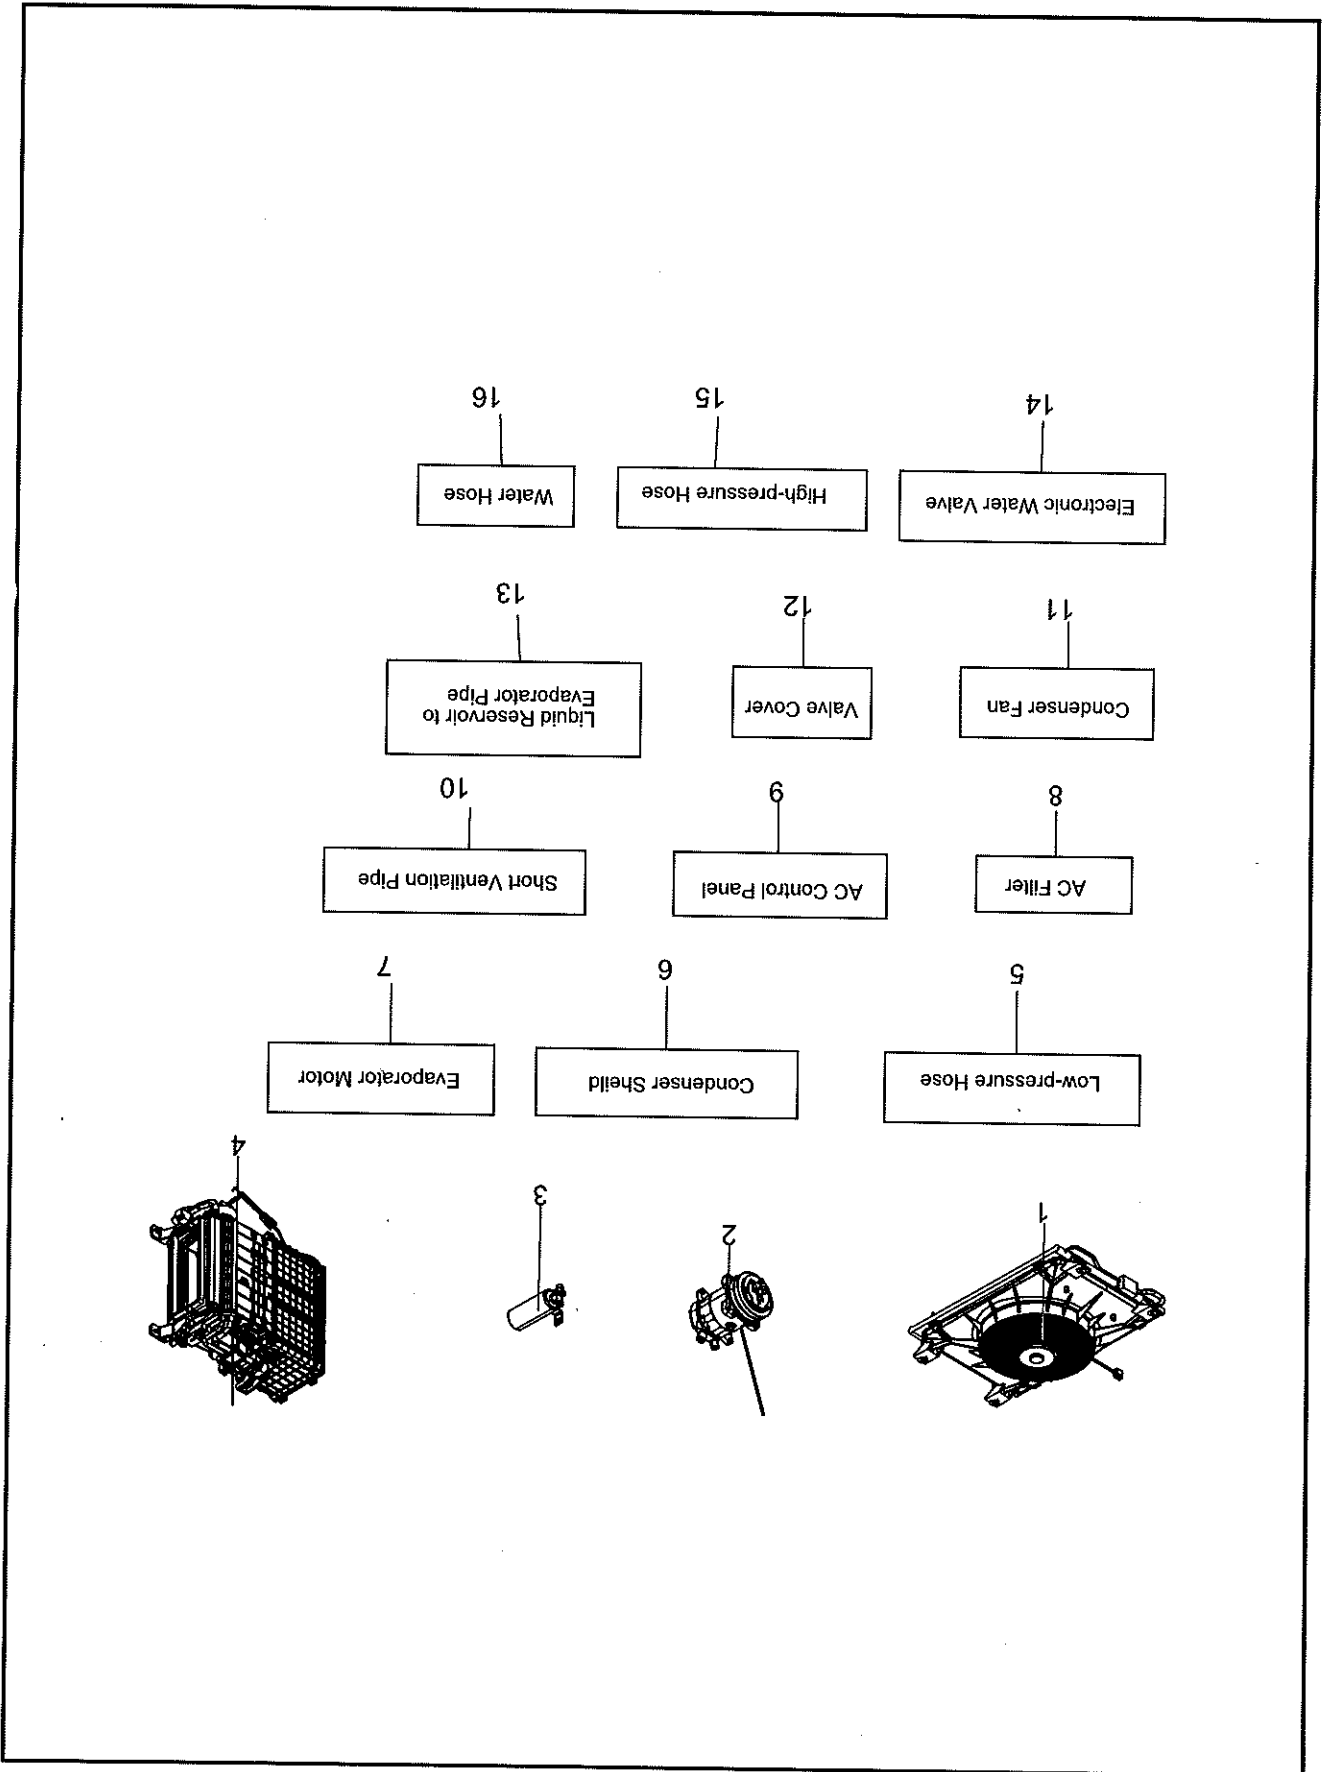 1
2
3
4
Low-pressure Hose
Condenser Sheild
Evaporator Motor
5
6
7
AC Filter
AC Control Panel
Short Ventilation Pipe
8
9
10
Condenser Fan
Valve Cover
Liquid Reservoir to
Evaporator Pipe
11
12
13
Electronic Water Valve
High-pressure Hose
Water Hose
14
15
16